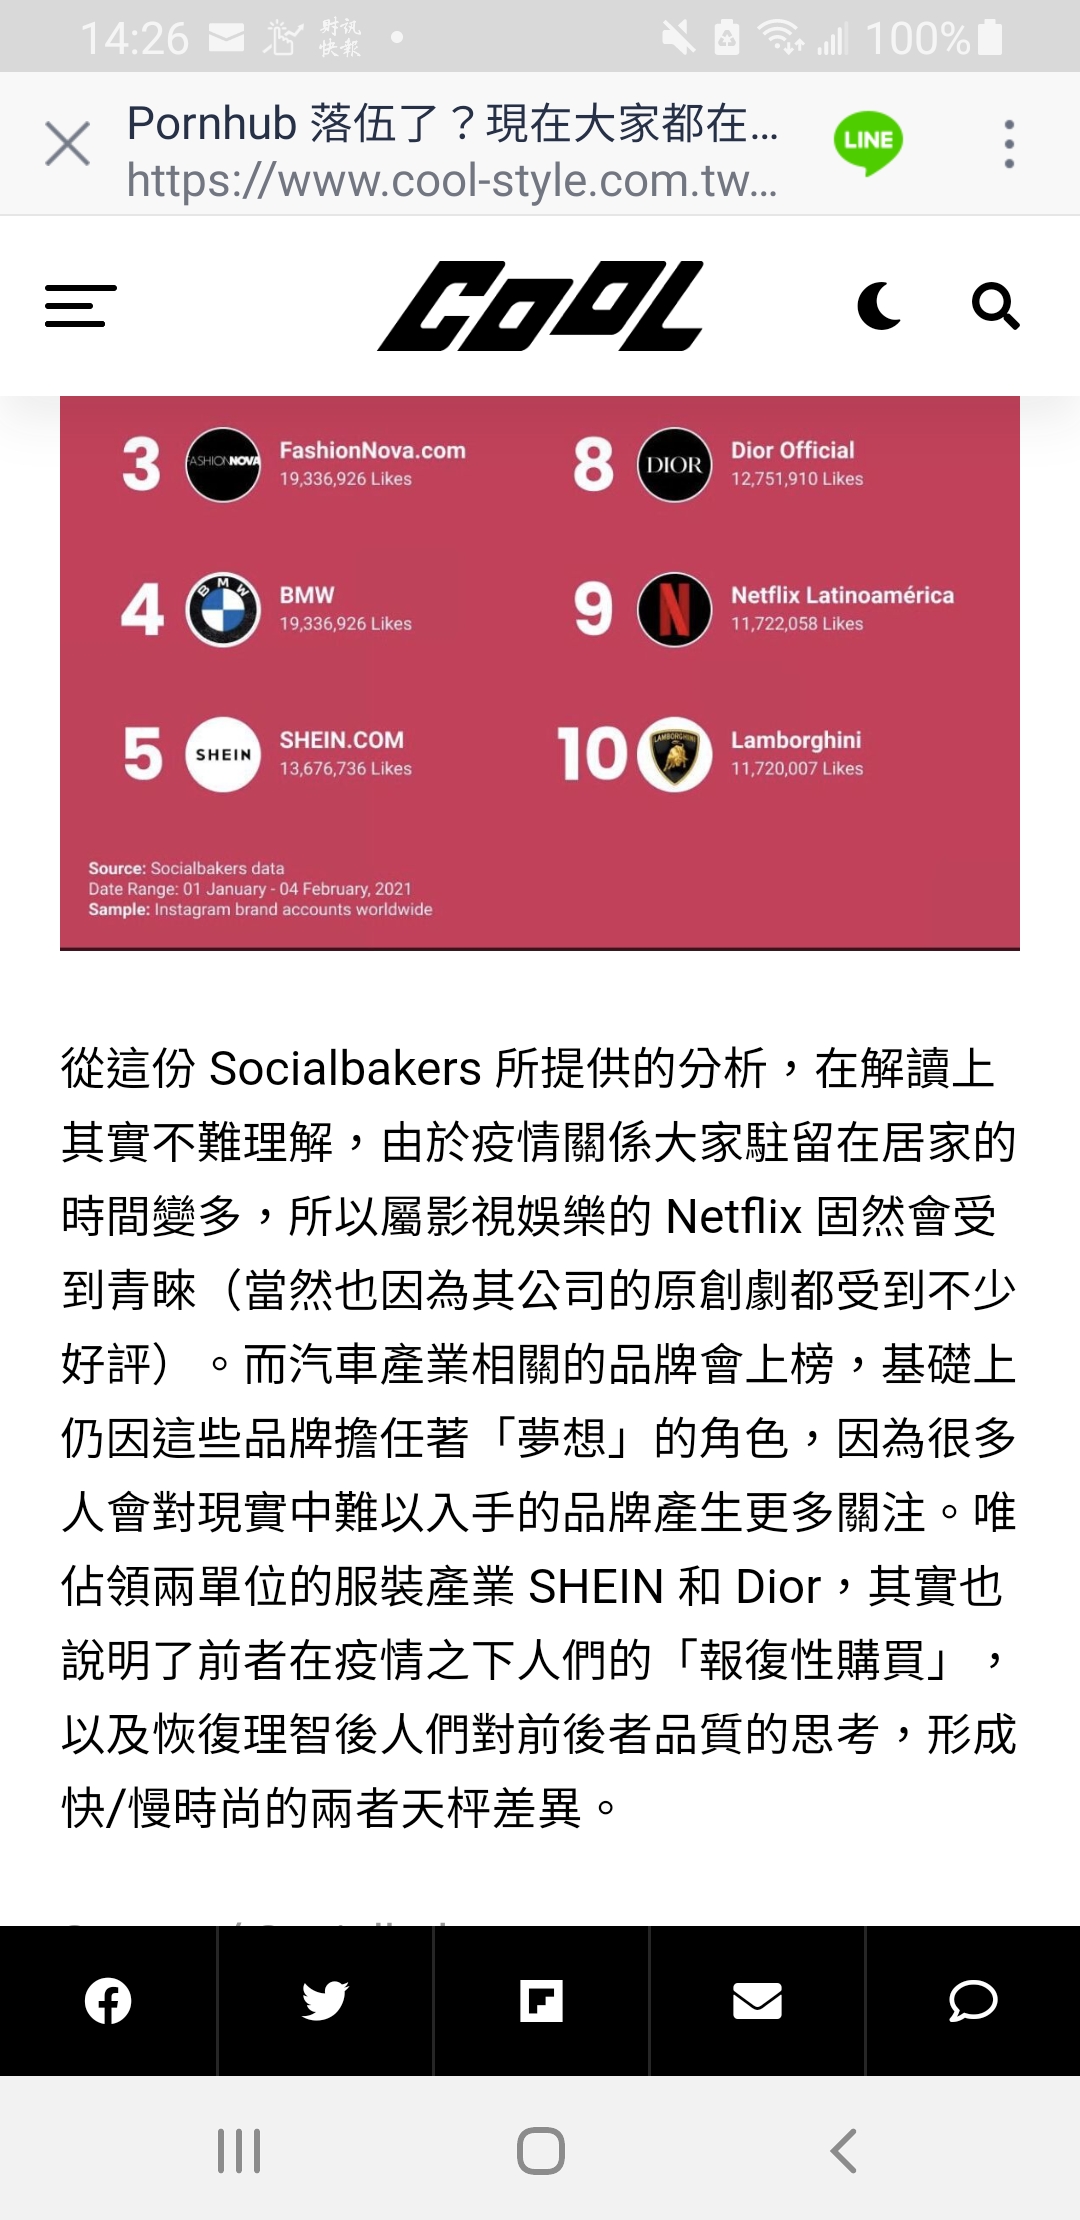 14:26
財訊
快報
100%
Pornhub 落伍了？現在大家都在...
https://www.cool-style.com.tw...
LINE
COOL
3
FASHIONNOVA
FashionNova.com
19,336,926 Likes
8
DIOR
Dior Official
12,751,910 Likes
4
BMW
BMW
19,336,926 Likes
9
N
Netflix Latinoamérica
11,722,058 Likes
5
SHEIN
SHEIN.COM
13,676,736 Likes
10
LAMBORGHINI
Lamborghini
11,720,007 Likes
Source: Socialbakers data
Date Range: 01 January - 04 February, 2021
Sample: Instagram brand accounts worldwide
從這份 Socialbakers 所提供的分析，在解讀上
其實不難理解，由於疫情關係大家駐留在居家的
時間變多，所以屬影視娛樂的 Netflix 固然會受
到青睞（當然也因為其公司的原創劇都受到不少
好評）。而汽車產業相關的品牌會上榜，基礎上
仍因這些品牌擔任著「夢想」的角色，因為很多
人會對現實中難以入手的品牌產生更多關注。唯
佔領兩單位的服裝產業 SHEIN 和 Dior，其實也
說明了前者在疫情之下人們的「報復性購買」，
以及恢復理智後人們對前後者品質的思考，形成
快/慢時尚的兩者天枰差異。